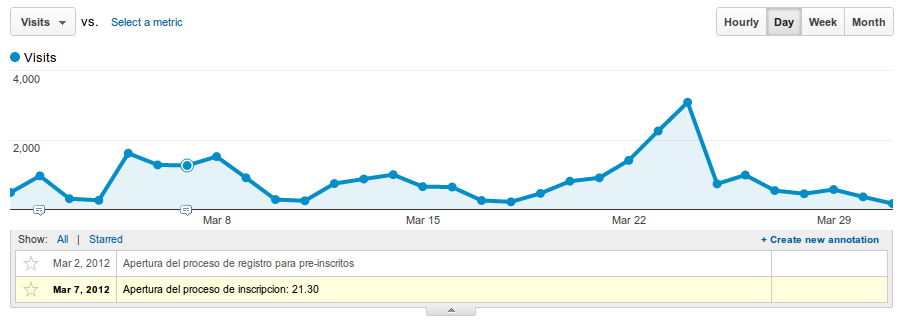 Visits vs. Select a metric Hourly Day Week Month
Visits
4,000
2,000
Mar 8 Mar 15 Mar 22 Mar 29
Show: All | Starred + Create new annotation
Mar 2, 2012 Apertura del proceso de registro para pre-inscritos
Mar 7, 2012 Apertura del proceso de inscripcion: 21.30